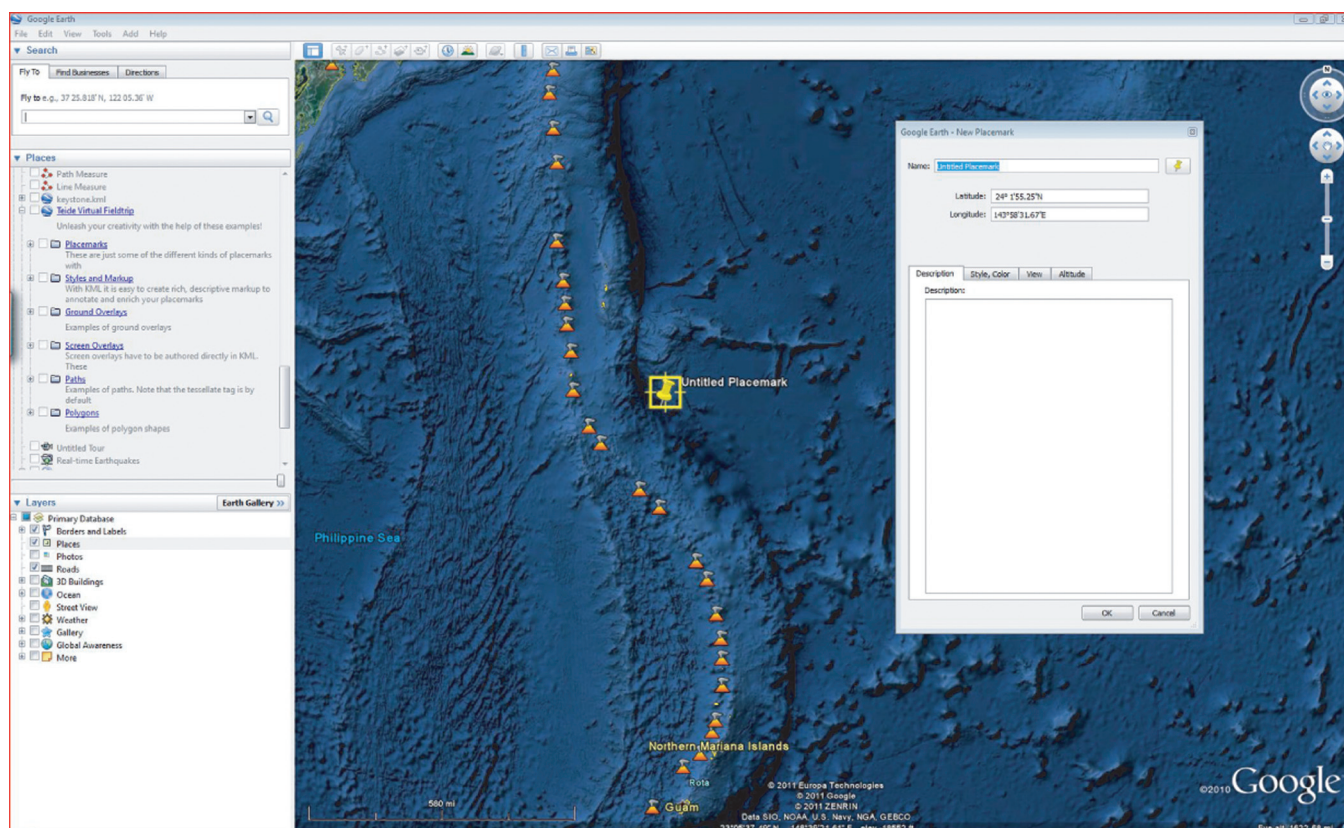 Google Earth
File Edit View Tools Add Help
Search
Fly To Find Businesses Directions
Fly to e.g., 37 25.818' N, 122 05.36' W
Places
Path Measure
Line Measure
keystone.kml
Teide Virtual Fieldtrip
Unleash your creativity with the help of these examples!
Placemarks
These are just some of the different kinds of placemarks
with
Styles and Markup
With KML it is easy to create rich, descriptive markup to
annotate and enrich your placemarks
Ground Overlays
Examples of ground overlays
Screen Overlays
Screen overlays have to be authored directly in KML.
These
Paths
Examples of paths. Note that the tessellate tag is by
default
Polygons
Examples of polygon shapes
Untitled Tour
Real-time Earthquakes
Layers
Earth Gallery >>
Primary Database
Borders and Labels
Places
Photos
Roads
3D Buildings
Ocean
Street View
Weather
Gallery
Global Awareness
More
N
Untitled Placemark
Philippine Sea
Northern Mariana Islands
Rota
Guam
560 mi
© 2011 Europa Technologies
© 2011 Google
© 2011 ZENRIN
Data SIO, NOAA, U.S. Navy, NGA, GEBCO
©2010 Google
Google Earth - New Placemark
Name: Untitled Placemark
Latitude: 24° 1'55.25"N
Longitude: 143°58'31.67"E
Description Style, Color View Altitude
Description:
OK Cancel